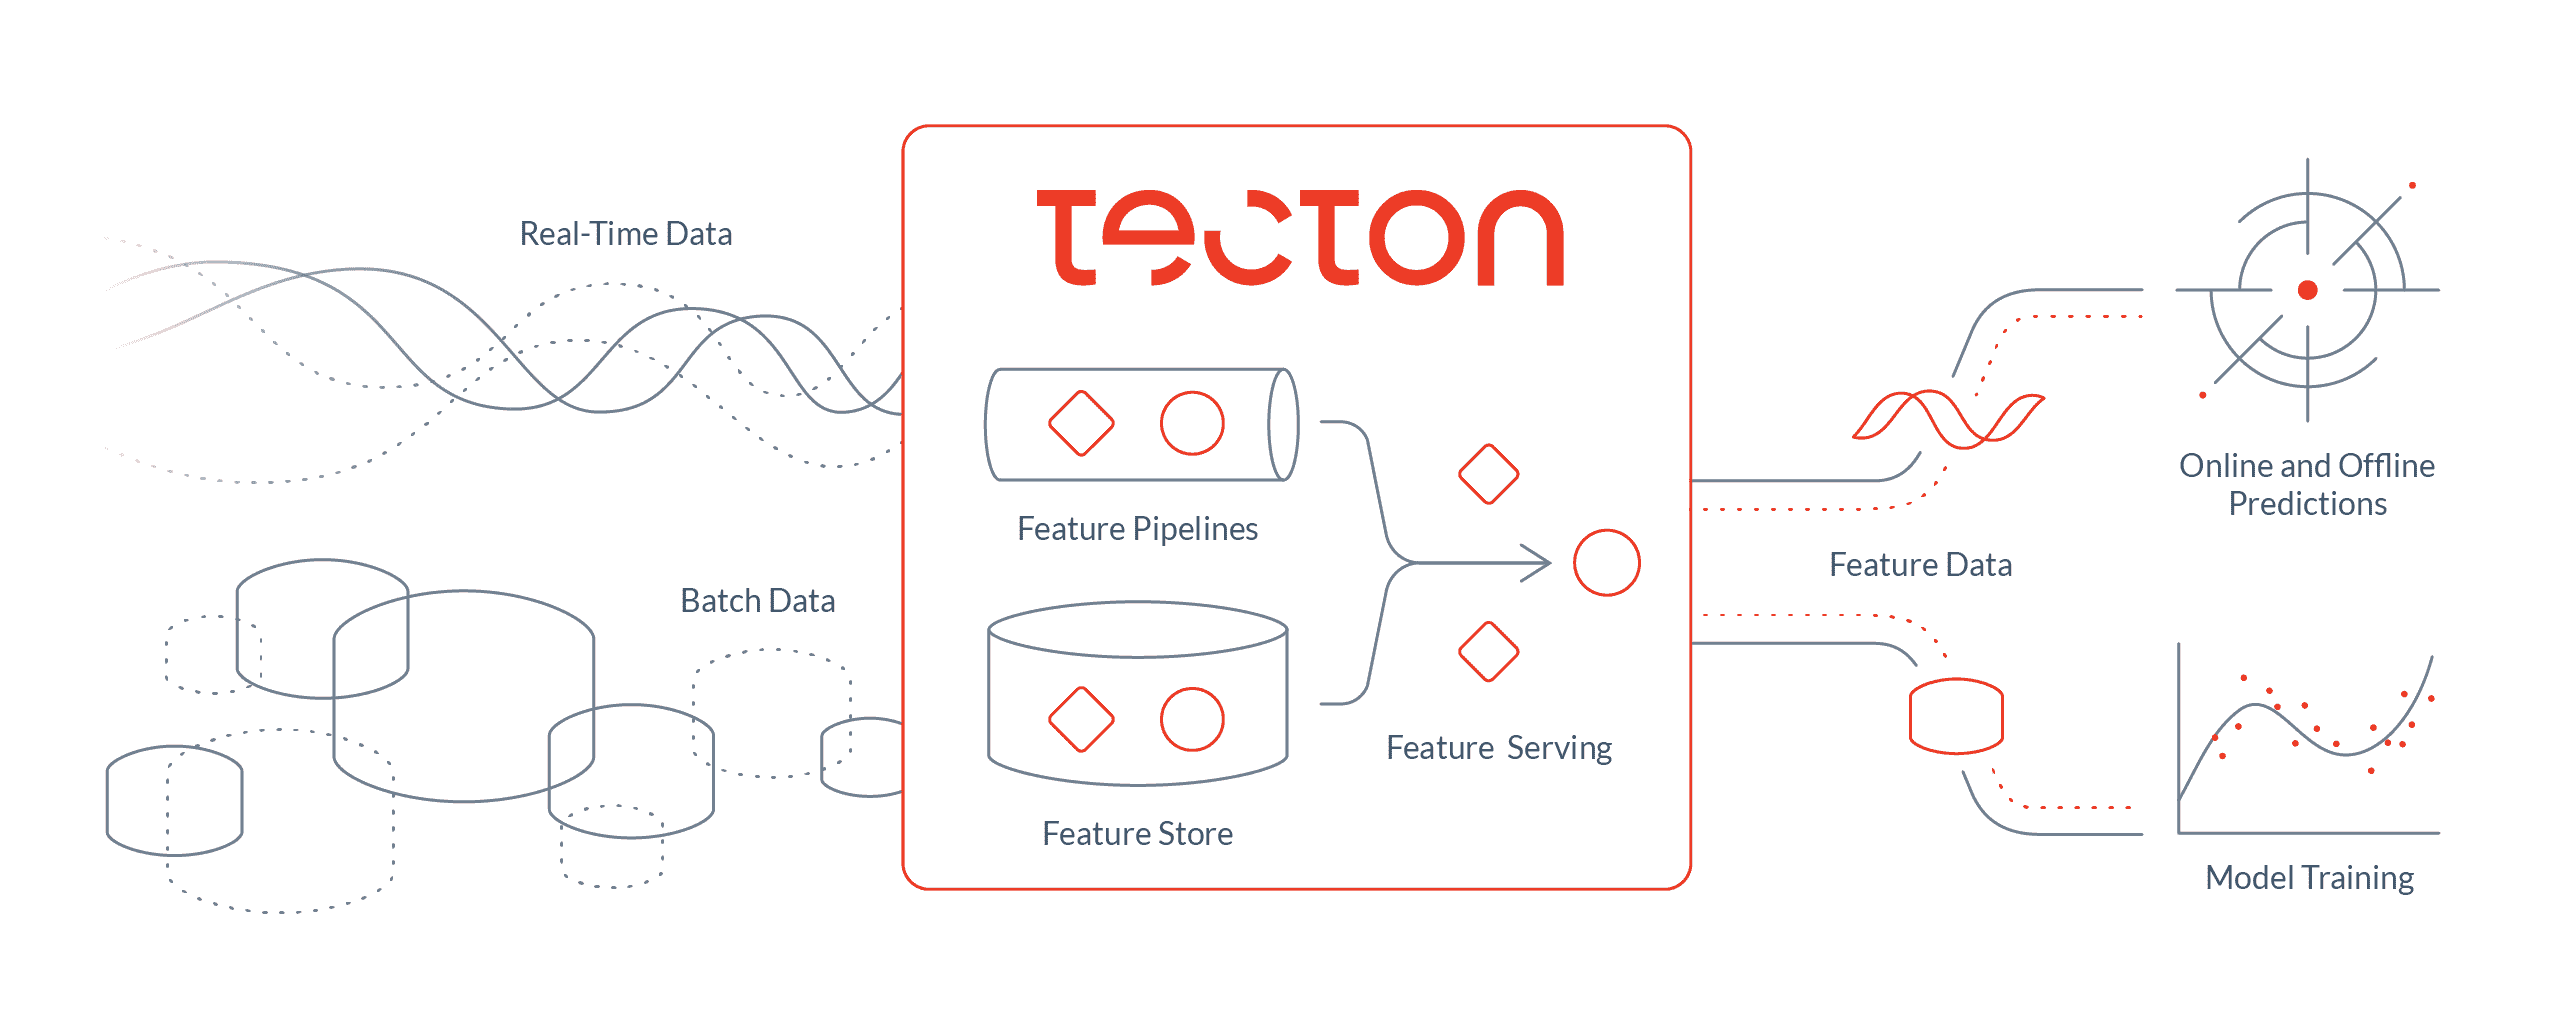 Real-Time Data
Batch Data
tecton
Feature Pipelines
Feature Store
Feature Serving
Feature Data
Online and Offline
Predictions
Model Training